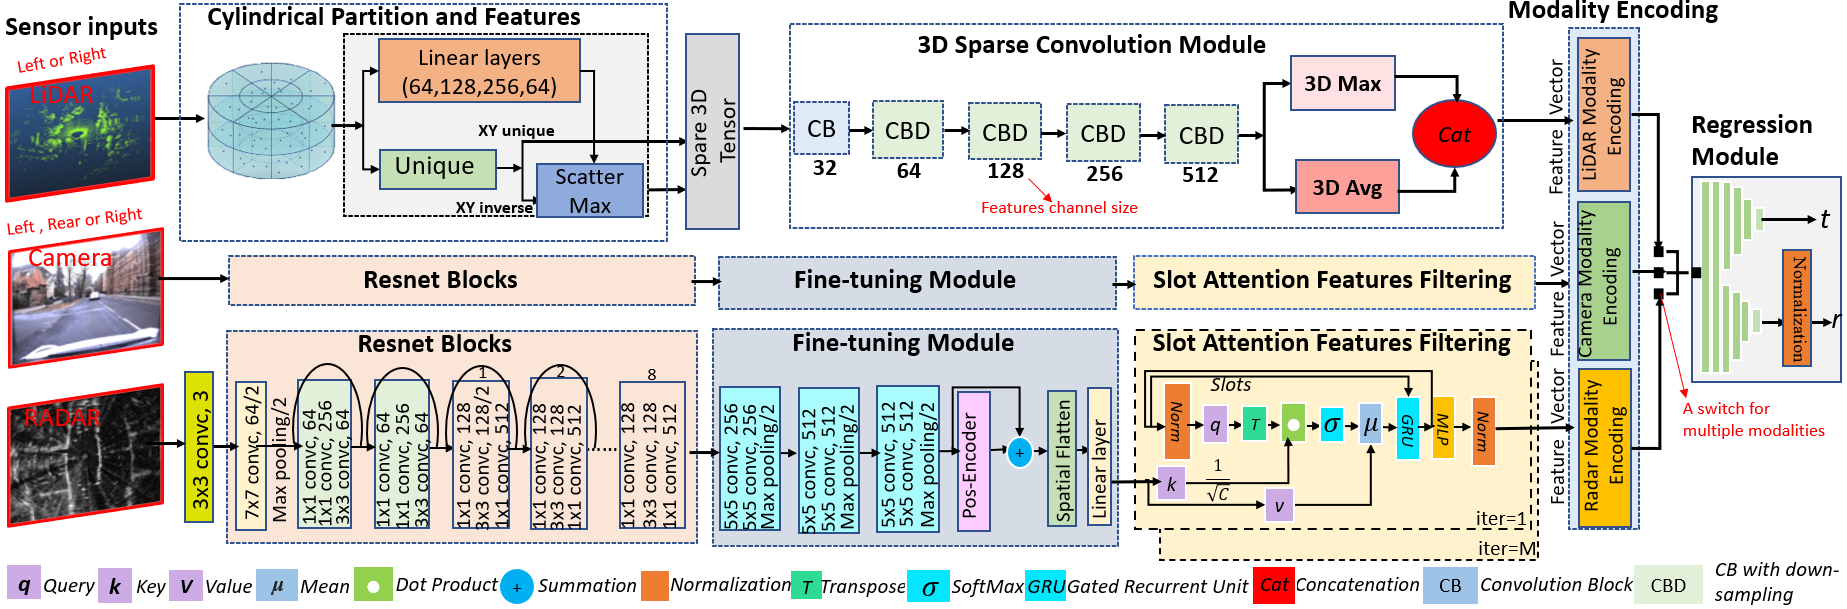 Sensor inputs
Left or Right
LiDAR
Left , Rear or Right
Camera
RADAR
Cylindrical Partition and Features
Linear layers
(64,128,256,64)
Unique
XY unique
XY inverse
Scatter
Max
Spare 3D
Tensor
3D Sparse Convolution Module
CB
32
CBD
64
CBD
128
CBD
256
CBD
512
Features channel size
3D Max
3D Avg
Cat
Modality Encoding
Feature Vector
LiDAR Modality
Encoding
Feature Vector
Camera Modality
Encoding
Feature Vector
Radar Modality
Encoding
Regression
Module
t
Normalization
r
A switch for
multiple modalities
Resnet Blocks
Fine-tuning Module
Slot Attention Features Filtering
3x3 convc, 3
Resnet Blocks
7x7 convc, 64/2
Max pooling/2
1x1 convc, 64
1x1 convc, 256
3x3 convc, 64
1x1 convc, 64
1x1 convc, 256
3x3 convc, 64
1
1x1 convc, 128
3x3 convc, 128/2
1x1 convc, 512
2
1x1 convc, 128
3x3 convc, 128
1x1 convc, 512
......
8
1x1 convc, 128
3x3 convc, 128
1x1 convc, 512
Fine-tuning Module
5x5 convc, 256
5x5 convc, 256
Max pooling/2
5x5 convc, 512
5x5 convc, 512
Max pooling/2
5x5 convc, 512
5x5 convc, 512
Max pooling/2
Pos-Encoder
+
Spatial Flatten
Linear layer
Slot Attention Features Filtering
Slots
Norm
q
T
σ
μ
GRU
MLP
Norm
k
1
√C
v
iter=1
iter=M
q Query k Key V Value μ Mean Dot Product + Summation Normalization T Transpose σ SoftMax GRU Gated Recurrent Unit Cat Concatenation CB Convolution Block CBD CB with down-
sampling